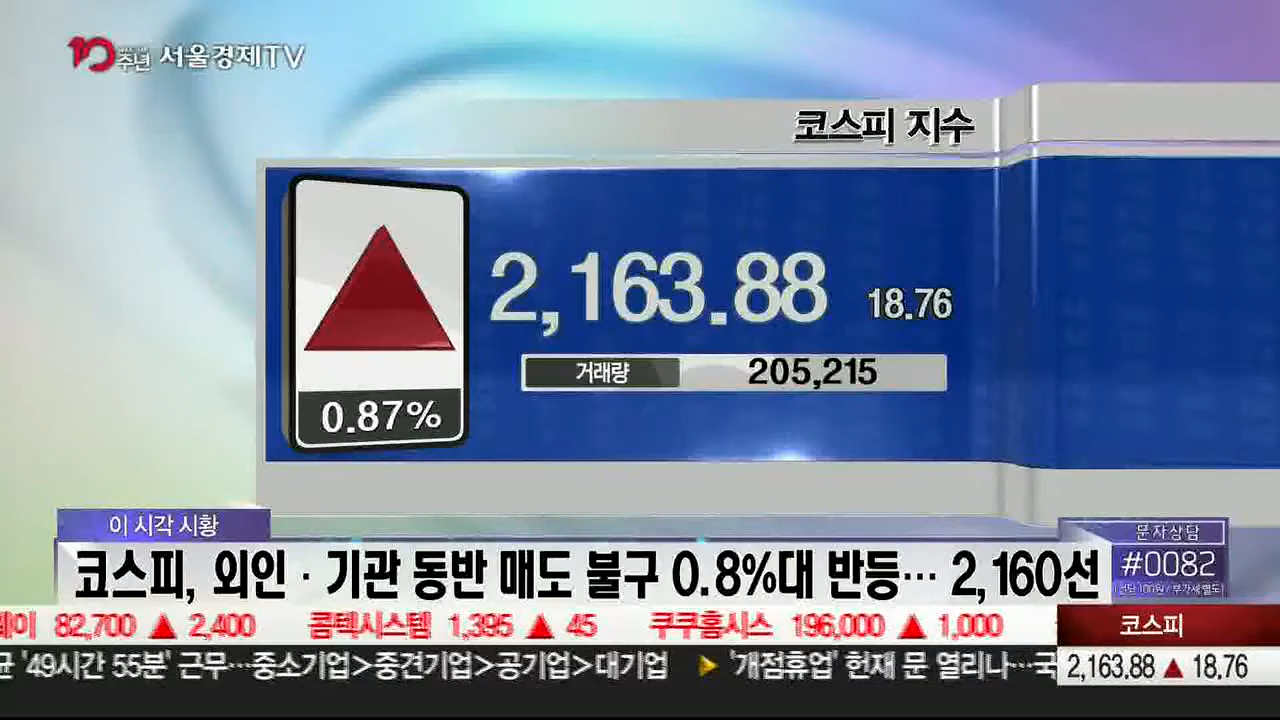 10주년 서울경제TV
코스피 지수
2,163.88 18.76
거래량 205,215
0.87%
이 시각 시황
코스피, 외인·기관 동반 매도 불구 0.8%대 반등… 2,160선
문자상담
#0082
82,700 ▲ 2,400 콤텍시스템 1,395 ▲ 45 쿠쿠홈시스 196,000 ▲ 1,000
코스피
'49시간 55분' 근무…중소기업>중견기업>공기업>대기업 ▶ '개점휴업' 헌재 문 열리나…국
2,163.88 ▲ 18.76